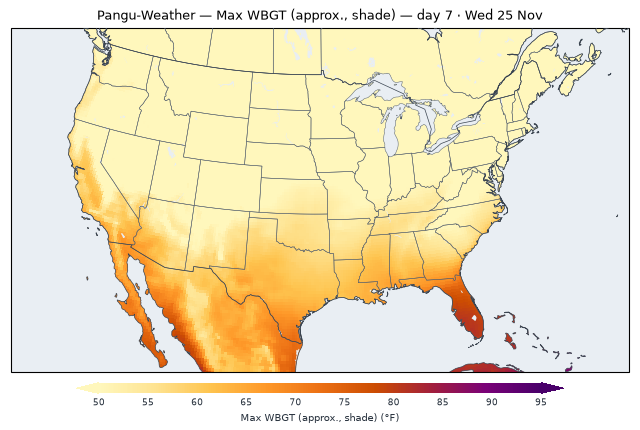 Pangu-Weather — Max WBGT (approx., shade) — day 7 · Wed 25 Nov
50 55 60 65 70 75 80 85 90 95
Max WBGT (approx., shade) (°F)